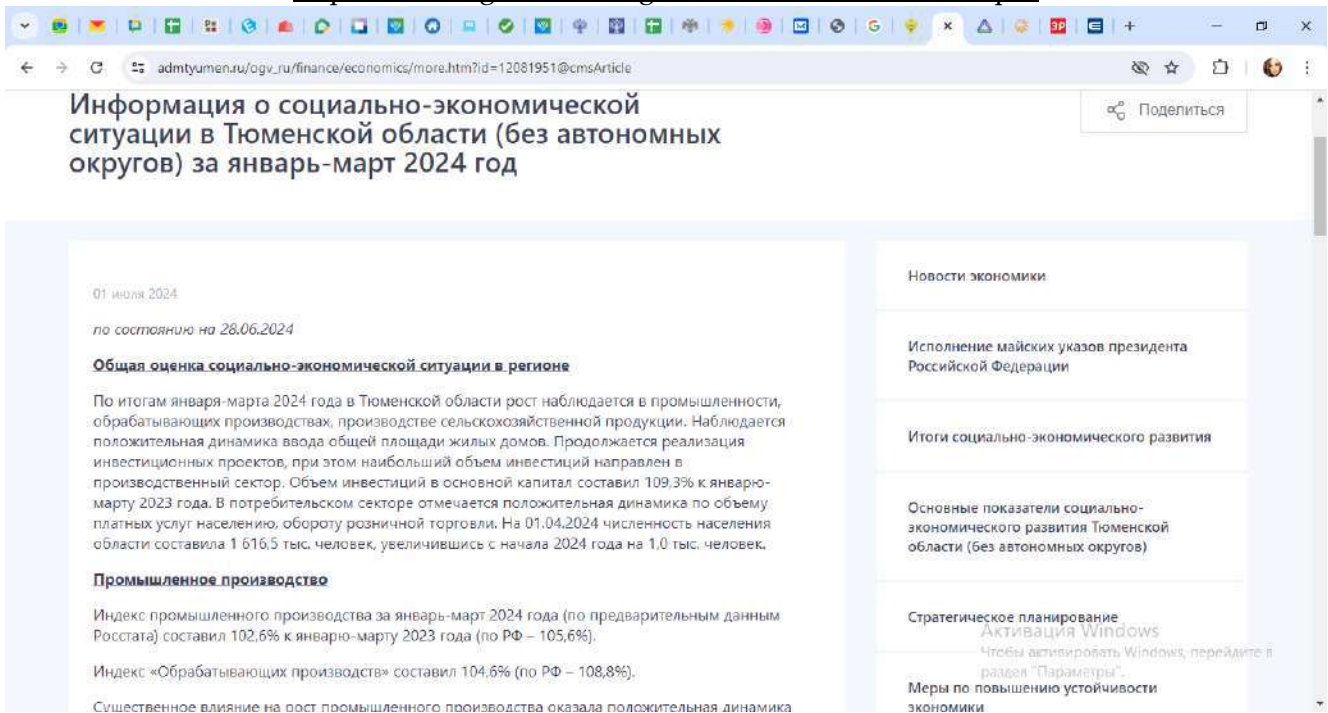 admtyumen.ru/ogv_ru/finance/economics/more.htm?id=12081951@cmsArticle
Информация о социально-экономической
ситуации в Тюменской области (без автономных
округов) за январь-март 2024 год
Поделиться
01 июля 2024
по состоянию на 28.06.2024
Общая оценка социально-экономической ситуации в регионе
По итогам января-марта 2024 года в Тюменской области рост наблюдается в промышленности,
обрабатывающих производствах, производстве сельскохозяйственной продукции. Наблюдается
положительная динамика ввода общей площади жилых домов. Продолжается реализация
инвестиционных проектов, при этом наибольший объем инвестиций направлен в
производственный сектор. Объем инвестиций в основной капитал составил 109,3% к январю-
марту 2023 года. В потребительском секторе отмечается положительная динамика по объему
платных услуг населению, обороту розничной торговли. На 01.04.2024 численность населения
области составила 1 616,5 тыс. человек, увеличившись с начала 2024 года на 1,0 тыс. человек.
Промышленное производство
Индекс промышленного производства за январь-март 2024 года (по предварительным данным
Росстата) составил 102,6% к январю-марту 2023 года (по РФ – 105,6%).
Индекс «Обрабатывающих производств» составил 104,6% (по РФ – 108,8%).
Существенное влияние на рост промышленного производства оказала положительная динамика
Новости экономики
Исполнение майских указов президента
Российской Федерации
Итоги социально-экономического развития
Основные показатели социально-
экономического развития Тюменской
области (без автономных округов)
Стратегическое планирование
Активация Windows
Чтобы активировать Windows, перейдите в
раздел "Параметры".
Меры по повышению устойчивости
экономики